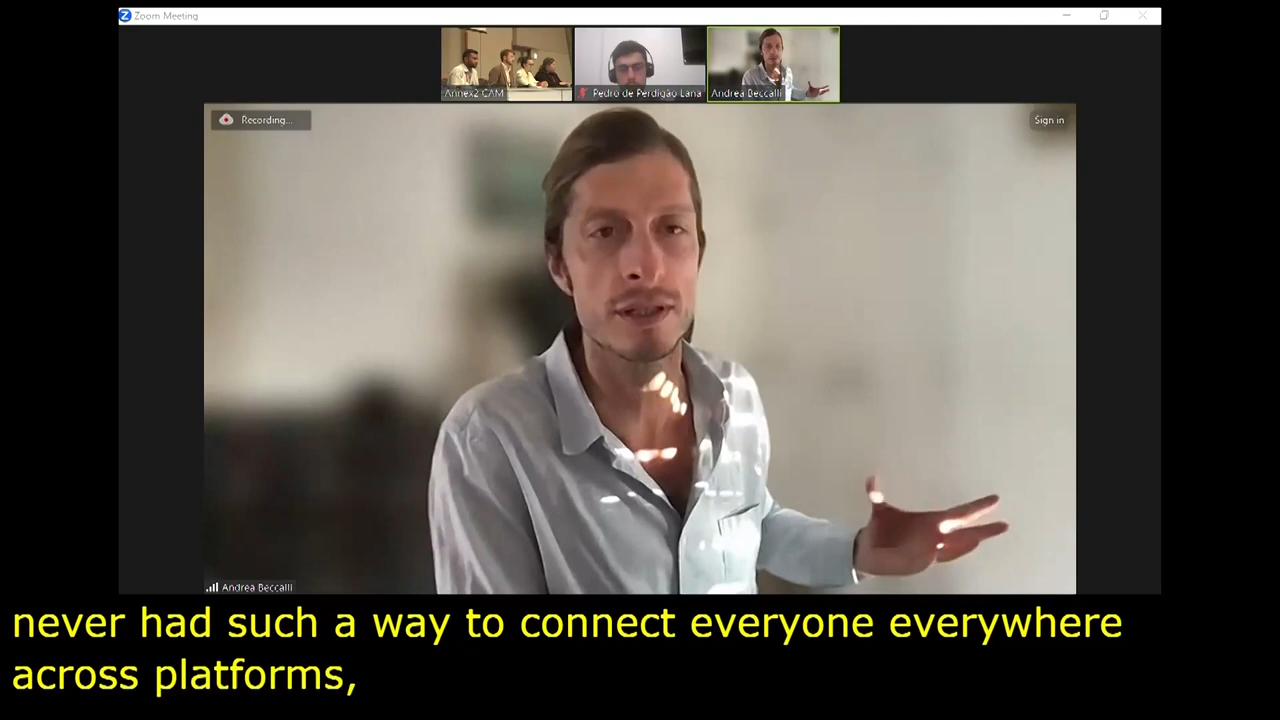 Zoom Meeting
Annex2 CAM
Pedro de Perdigão Lana
Andrea Beccalli
Recording...
Sign in
Andrea Beccalli
never had such a way to connect everyone everywhere
across platforms,